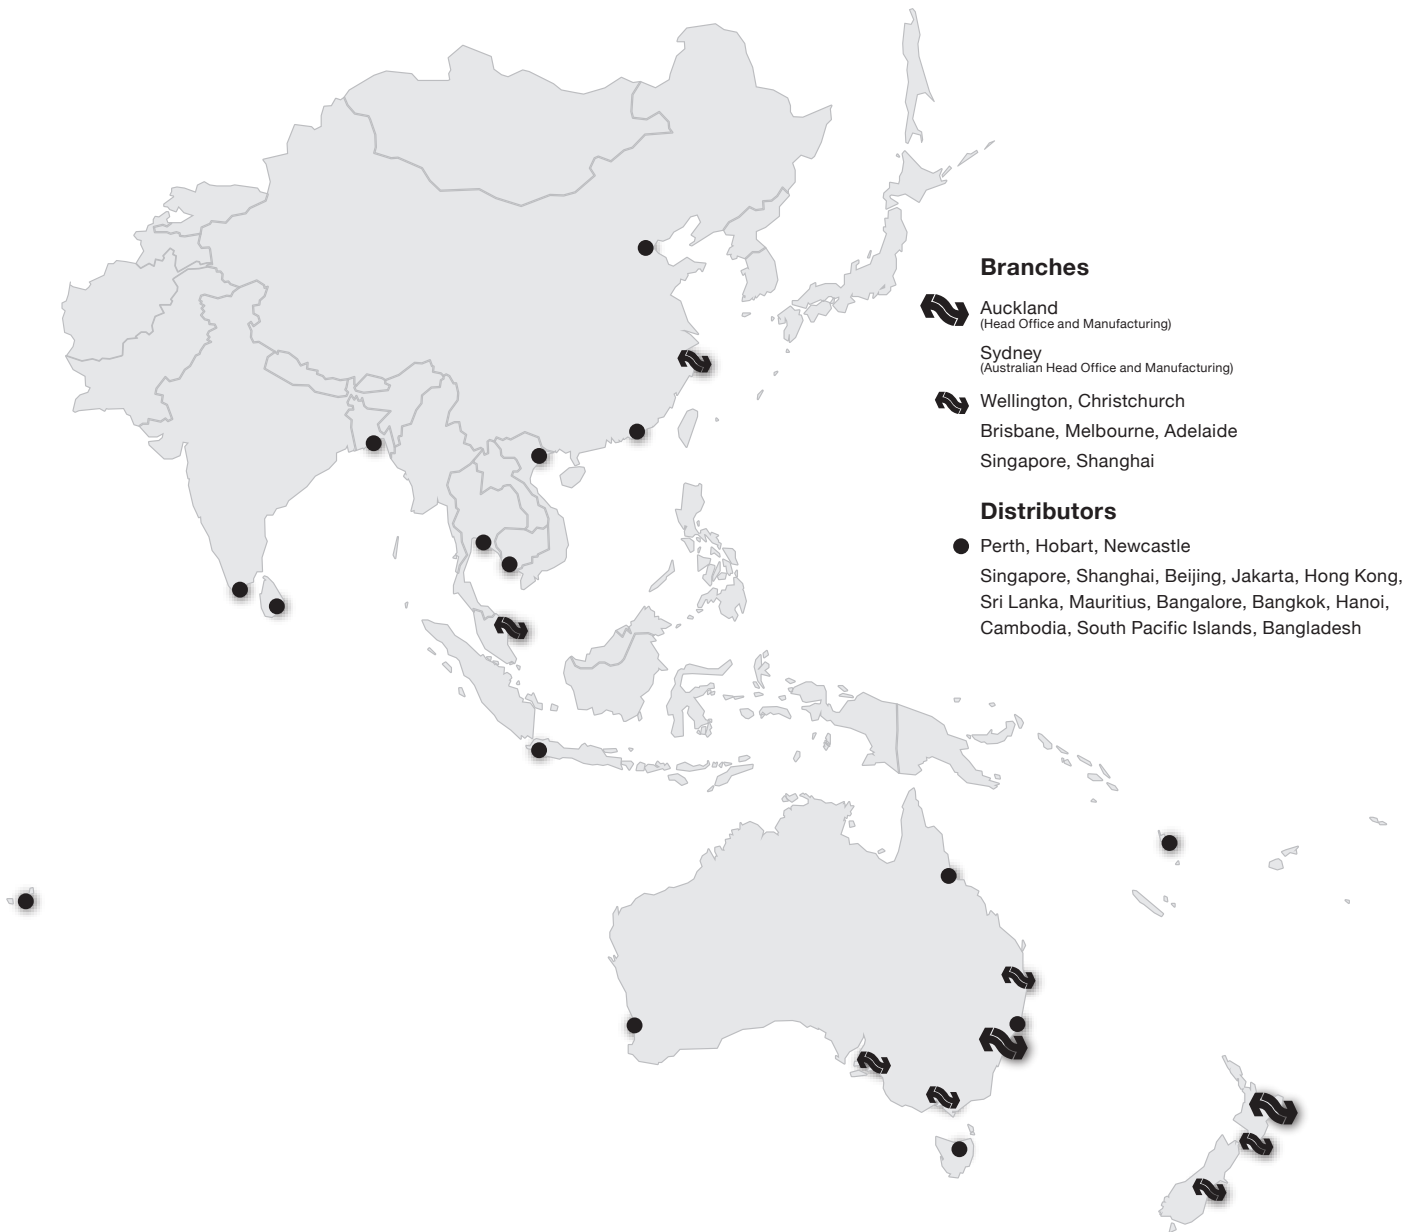 Branches
Auckland
(Head Office and Manufacturing)
Sydney
(Australian Head Office and Manufacturing)
Wellington, Christchurch
Brisbane, Melbourne, Adelaide
Singapore, Shanghai
Distributors
Perth, Hobart, Newcastle
Singapore, Shanghai, Beijing, Jakarta, Hong Kong,
Sri Lanka, Mauritius, Bangalore, Bangkok, Hanoi,
Cambodia, South Pacific Islands, Bangladesh